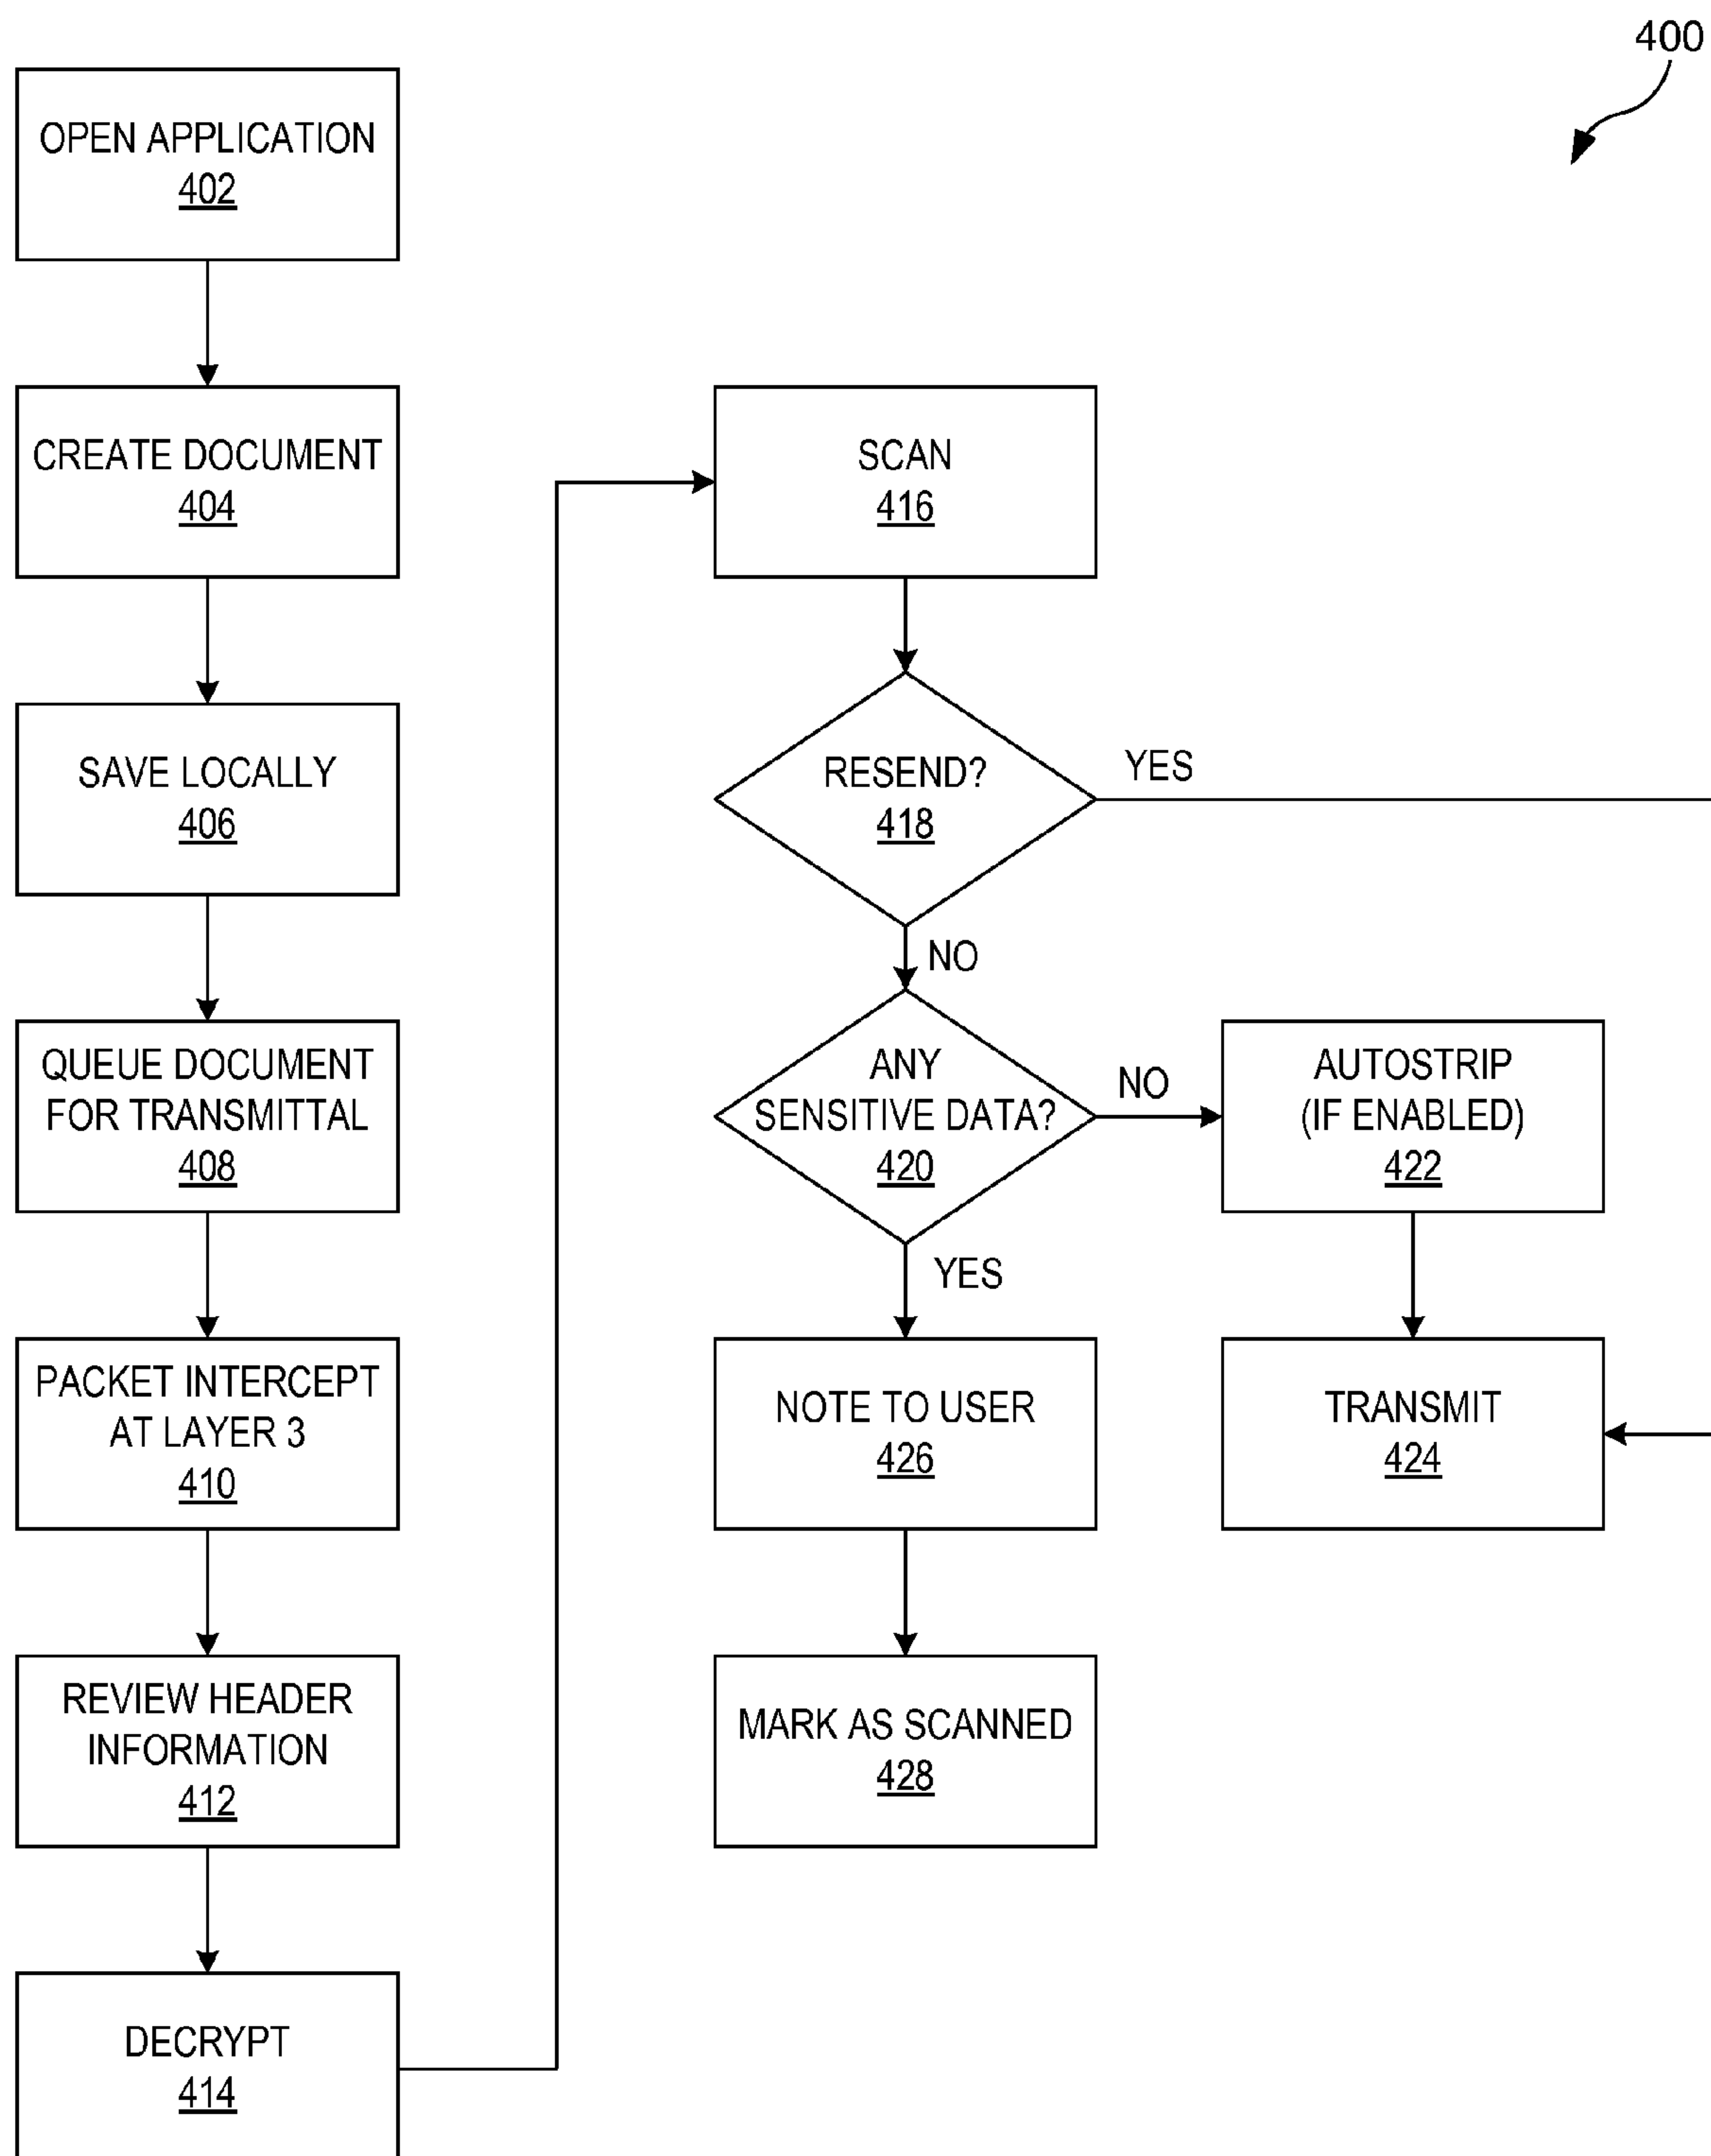 400
OPEN APPLICATION
402
CREATE DOCUMENT
404
SAVE LOCALLY
406
QUEUE DOCUMENT
FOR TRANSMITTAL
408
PACKET INTERCEPT
AT LAYER 3
410
REVIEW HEADER
INFORMATION
412
DECRYPT
414
SCAN
416
RESEND?
418
YES
NO
ANY
SENSITIVE DATA?
420
NO
YES
AUTOSTRIP
(IF ENABLED)
422
TRANSMIT
424
NOTE TO USER
426
MARK AS SCANNED
428